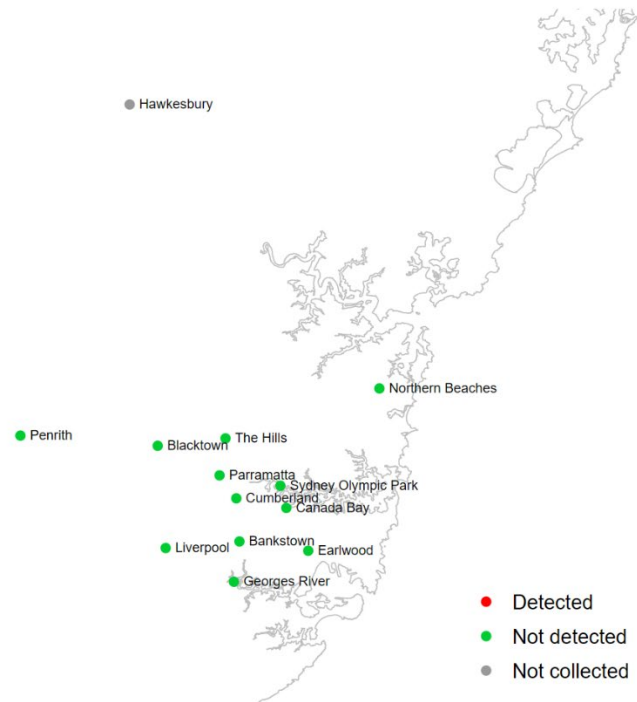 Hawkesbury
Northern Beaches
Penrith
The Hills
Blacktown
Parramatta
Sydney Olympic Park
Cumberland
Canada Bay
Bankstown
Liverpool
Earlwood
Georges River
Detected
Not detected
Not collected